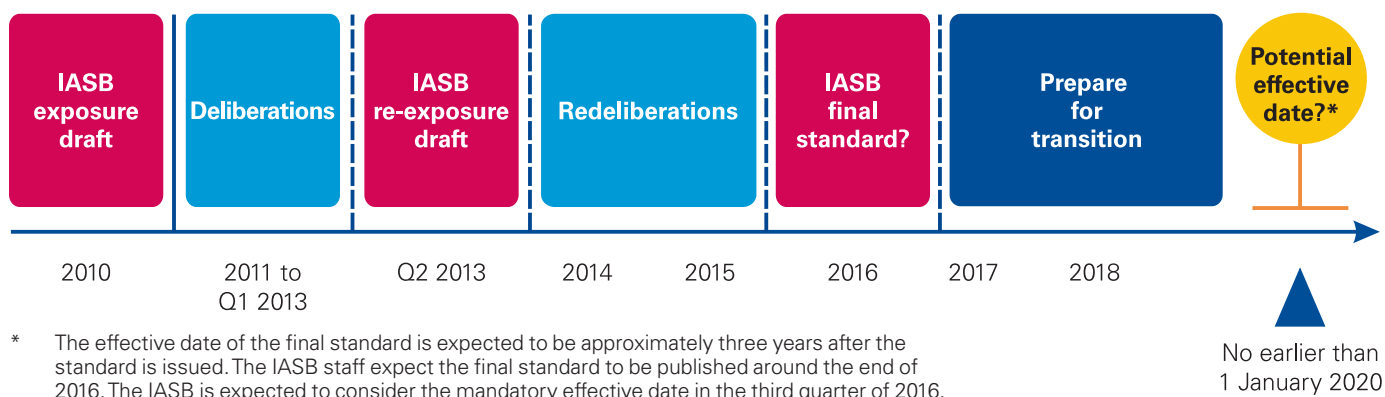 IASB
exposure
draft
Deliberations
IASB
re-exposure
draft
Redeliberations
IASB
final
standard?
Prepare
for
transition
Potential
effective
date?*
2010
2011 to
Q1 2013
Q2 2013
2014
2015
2016
2017
2018
No earlier than
1 January 2020
* The effective date of the final standard is expected to be approximately three years after the
standard is issued. The IASB staff expect the final standard to be published around the end of
2016. The IASB is expected to consider the mandatory effective date in the third quarter of 2016.